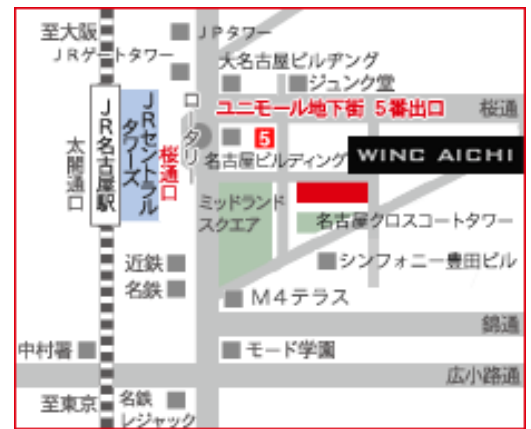 至大阪
JPタワー
JRゲートタワー
大名古屋ビルヂング
ジュンク堂
ユニモール地下街 5番出口
桜通
ロータリー
JRセントラル
タワーズ
JR名古屋駅
太閤通口
桜通口
5
名古屋ビルディング
WINC AICHI
ミッドランド
スクエア
名古屋クロスコートタワー
近鉄
シンフォニー豊田ビル
名鉄
M4テラス
錦通
中村署
モード学園
広小路通
至東京
名鉄
レジャック